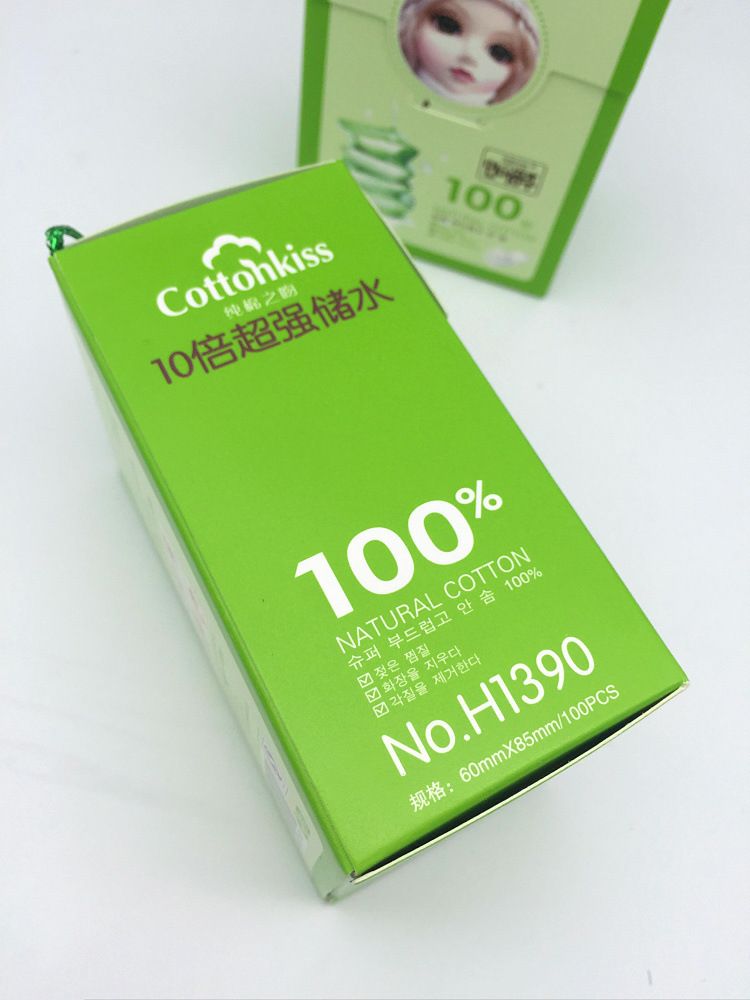 Cottonkiss
纯棉之吻
10倍超强储水
100%
NATURAL COTTON
슈퍼 부드럽고 안 솜 100%
☑ 젖은 찜질
☑ 화장을 지우다
☑ 각질을 제거한다
No.H1390
规格：60mmX85mm/100PCS
100